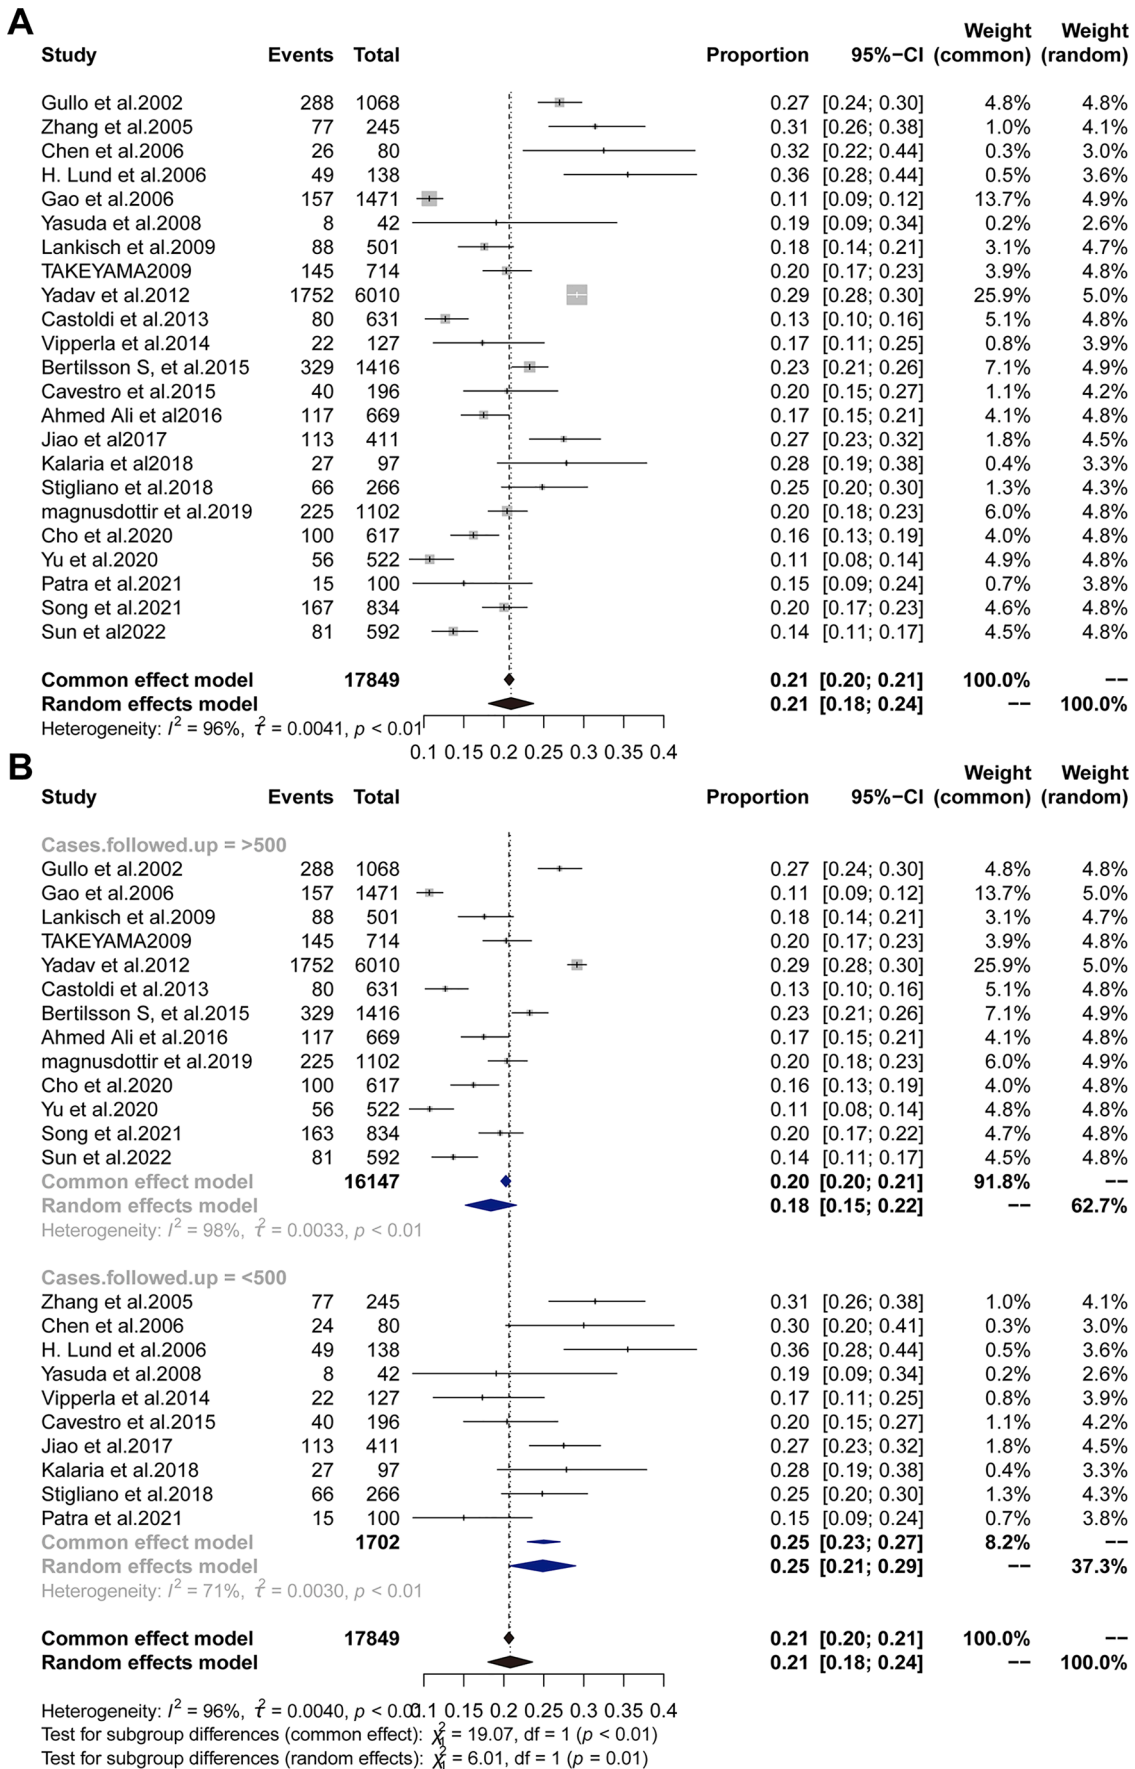 A
Weight Weight
Study Events Total Proportion 95%−CI (common) (random)
Gullo et al.2002 288 1068 0.27 [0.24; 0.30] 4.8% 4.8%
Zhang et al.2005 77 245 0.31 [0.26; 0.38] 1.0% 4.1%
Chen et al.2006 26 80 0.32 [0.22; 0.44] 0.3% 3.0%
H. Lund et al.2006 49 138 0.36 [0.28; 0.44] 0.5% 3.6%
Gao et al.2006 157 1471 0.11 [0.09; 0.12] 13.7% 4.9%
Yasuda et al.2008 8 42 0.19 [0.09; 0.34] 0.2% 2.6%
Lankisch et al.2009 88 501 0.18 [0.14; 0.21] 3.1% 4.7%
TAKEYAMA2009 145 714 0.20 [0.17; 0.23] 3.9% 4.8%
Yadav et al.2012 1752 6010 0.29 [0.28; 0.30] 25.9% 5.0%
Castoldi et al.2013 80 631 0.13 [0.10; 0.16] 5.1% 4.8%
Vipperla et al.2014 22 127 0.17 [0.11; 0.25] 0.8% 3.9%
Bertilsson S, et al.2015 329 1416 0.23 [0.21; 0.26] 7.1% 4.9%
Cavestro et al.2015 40 196 0.20 [0.15; 0.27] 1.1% 4.2%
Ahmed Ali et al2016 117 669 0.17 [0.15; 0.21] 4.1% 4.8%
Jiao et al2017 113 411 0.27 [0.23; 0.32] 1.8% 4.5%
Kalaria et al2018 27 97 0.28 [0.19; 0.38] 0.4% 3.3%
Stigliano et al.2018 66 266 0.25 [0.20; 0.30] 1.3% 4.3%
magnusdottir et al.2019 225 1102 0.20 [0.18; 0.23] 6.0% 4.8%
Cho et al.2020 100 617 0.16 [0.13; 0.19] 4.0% 4.8%
Yu et al.2020 56 522 0.11 [0.08; 0.14] 4.9% 4.8%
Patra et al.2021 15 100 0.15 [0.09; 0.24] 0.7% 3.8%
Song et al.2021 167 834 0.20 [0.17; 0.23] 4.6% 4.8%
Sun et al2022 81 592 0.14 [0.11; 0.17] 4.5% 4.8%
Common effect model 17849 0.21 [0.20; 0.21] 100.0% −−
Random effects model 0.21 [0.18; 0.24] −− 100.0%
Heterogeneity: I² = 96%, τ̂² = 0.0041, p < 0.01
0.1 0.15 0.2 0.25 0.3 0.35 0.4
B
Weight Weight
Study Events Total Proportion 95%−CI (common) (random)
Cases.followed.up = >500
Gullo et al.2002 288 1068 0.27 [0.24; 0.30] 4.8% 4.8%
Gao et al.2006 157 1471 0.11 [0.09; 0.12] 13.7% 5.0%
Lankisch et al.2009 88 501 0.18 [0.14; 0.21] 3.1% 4.7%
TAKEYAMA2009 145 714 0.20 [0.17; 0.23] 3.9% 4.8%
Yadav et al.2012 1752 6010 0.29 [0.28; 0.30] 25.9% 5.0%
Castoldi et al.2013 80 631 0.13 [0.10; 0.16] 5.1% 4.8%
Bertilsson S, et al.2015 329 1416 0.23 [0.21; 0.26] 7.1% 4.9%
Ahmed Ali et al.2016 117 669 0.17 [0.15; 0.21] 4.1% 4.8%
magnusdottir et al.2019 225 1102 0.20 [0.18; 0.23] 6.0% 4.9%
Cho et al.2020 100 617 0.16 [0.13; 0.19] 4.0% 4.8%
Yu et al.2020 56 522 0.11 [0.08; 0.14] 4.8% 4.8%
Song et al.2021 163 834 0.20 [0.17; 0.22] 4.7% 4.8%
Sun et al.2022 81 592 0.14 [0.11; 0.17] 4.5% 4.8%
Common effect model 16147 0.20 [0.20; 0.21] 91.8% −−
Random effects model 0.18 [0.15; 0.22] −− 62.7%
Heterogeneity: I² = 98%, τ̂² = 0.0033, p < 0.01
Cases.followed.up = <500
Zhang et al.2005 77 245 0.31 [0.26; 0.38] 1.0% 4.1%
Chen et al.2006 24 80 0.30 [0.20; 0.41] 0.3% 3.0%
H. Lund et al.2006 49 138 0.36 [0.28; 0.44] 0.5% 3.6%
Yasuda et al.2008 8 42 0.19 [0.09; 0.34] 0.2% 2.6%
Vipperla et al.2014 22 127 0.17 [0.11; 0.25] 0.8% 3.9%
Cavestro et al.2015 40 196 0.20 [0.15; 0.27] 1.1% 4.2%
Jiao et al.2017 113 411 0.27 [0.23; 0.32] 1.8% 4.5%
Kalaria et al.2018 27 97 0.28 [0.19; 0.38] 0.4% 3.3%
Stigliano et al.2018 66 266 0.25 [0.20; 0.30] 1.3% 4.3%
Patra et al.2021 15 100 0.15 [0.09; 0.24] 0.7% 3.8%
Common effect model 1702 0.25 [0.23; 0.27] 8.2% −−
Random effects model 0.25 [0.21; 0.29] −− 37.3%
Heterogeneity: I² = 71%, τ̂² = 0.0030, p < 0.01
Common effect model 17849 0.21 [0.20; 0.21] 100.0% −−
Random effects model 0.21 [0.18; 0.24] −− 100.0%
Heterogeneity: I² = 96%, τ̂² = 0.0040, p < 0.01 0.1 0.15 0.2 0.25 0.3 0.35 0.4
Test for subgroup differences (common effect): χ₁² = 19.07, df = 1 (p < 0.01)
Test for subgroup differences (random effects): χ₁² = 6.01, df = 1 (p = 0.01)